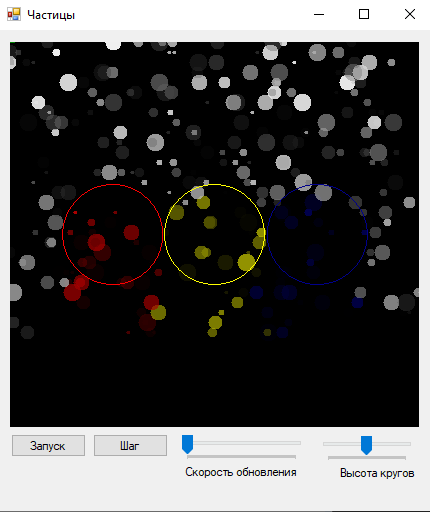 Частицы
Запуск
Шаг
Скорость обновления
Высота кругов